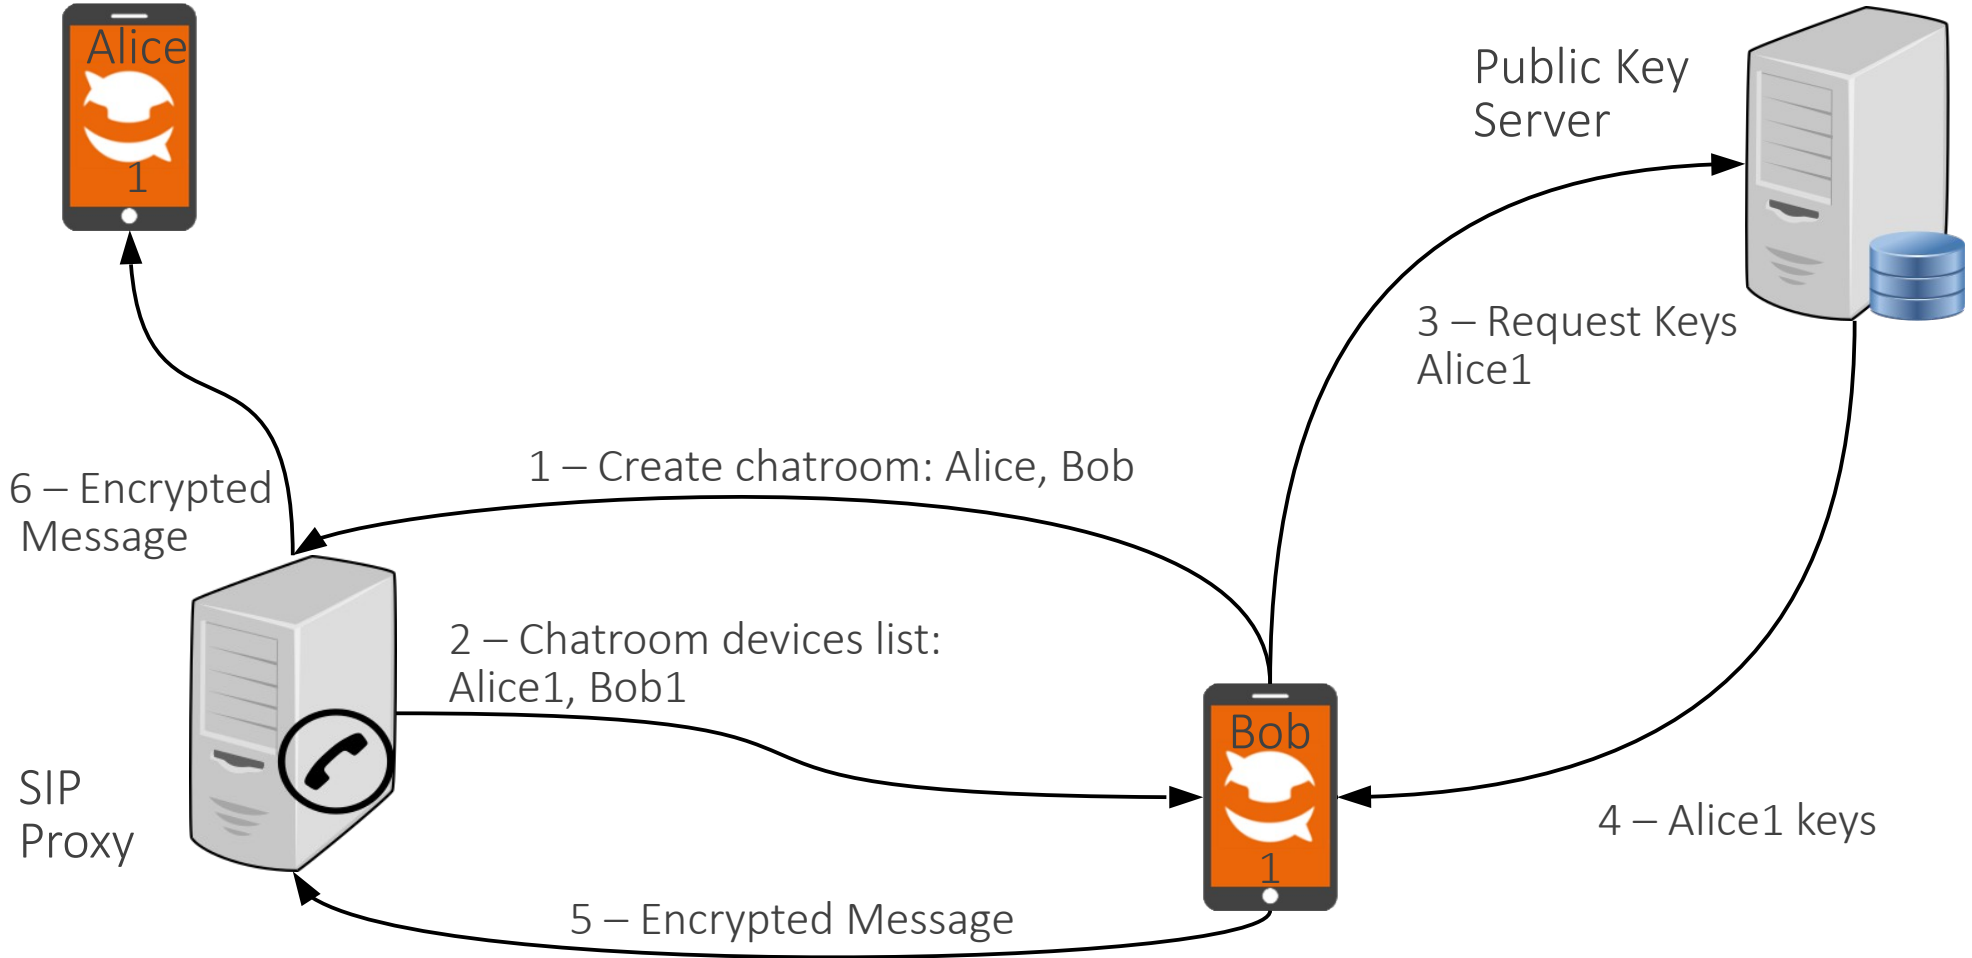 Alice
1
Public Key
Server
3 – Request Keys
Alice1
1 – Create chatroom: Alice, Bob
6 – Encrypted
Message
2 – Chatroom devices list:
Alice1, Bob1
Bob
1
SIP
Proxy
4 – Alice1 keys
5 – Encrypted Message